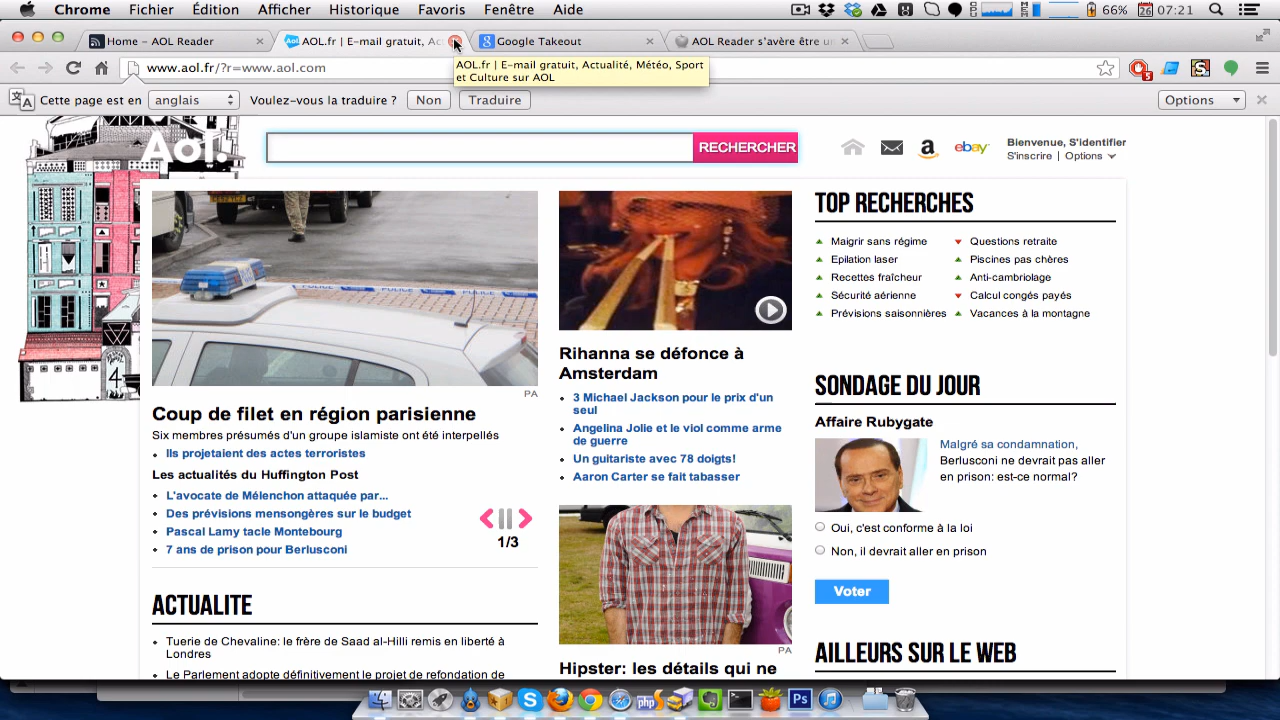 Chrome Fichier Édition Afficher Historique Favoris Fenêtre Aide 66% 26 07:21
Home – AOL Reader
AOL.fr | E-mail gratuit, Ac
Google Takeout
AOL Reader s'avère être un
www.aol.fr/?r=www.aol.com
AOL.fr | E-mail gratuit, Actualité, Météo, Sport
et Culture sur AOL
Cette page est en anglais Voulez-vous la traduire ? Non Traduire Options
Aol.
RECHERCHER
a
ebay
Bienvenue, S'identifier
S'inscrire | Options
PA
Coup de filet en région parisienne
Six membres présumés d'un groupe islamiste ont été interpellés
Ils projetaient des actes terroristes
Les actualités du Huffington Post
L'avocate de Mélenchon attaquée par...
Des prévisions mensongères sur le budget
Pascal Lamy tacle Montebourg
7 ans de prison pour Berlusconi
1/3
ACTUALITE
Tuerie de Chevaline: le frère de Saad al-Hilli remis en liberté à
Londres
Le Parlement adopte définitivement le projet de refondation de
Rihanna se défonce à
Amsterdam
3 Michael Jackson pour le prix d'un
seul
Angelina Jolie et le viol comme arme
de guerre
Un guitariste avec 78 doigts!
Aaron Carter se fait tabasser
PA
Hipster: les détails qui ne
TOP RECHERCHES
Maigrir sans régime
Epilation laser
Recettes fraîcheur
Sécurité aérienne
Prévisions saisonnières
Questions retraite
Piscines pas chères
Anti-cambriolage
Calcul congés payés
Vacances à la montagne
SONDAGE DU JOUR
Affaire Rubygate
Malgré sa condamnation,
Berlusconi ne devrait pas aller
en prison: est-ce normal?
Oui, c'est conforme à la loi
Non, il devrait aller en prison
Voter
AILLEURS SUR LE WEB
4
POLICE
php
Ps